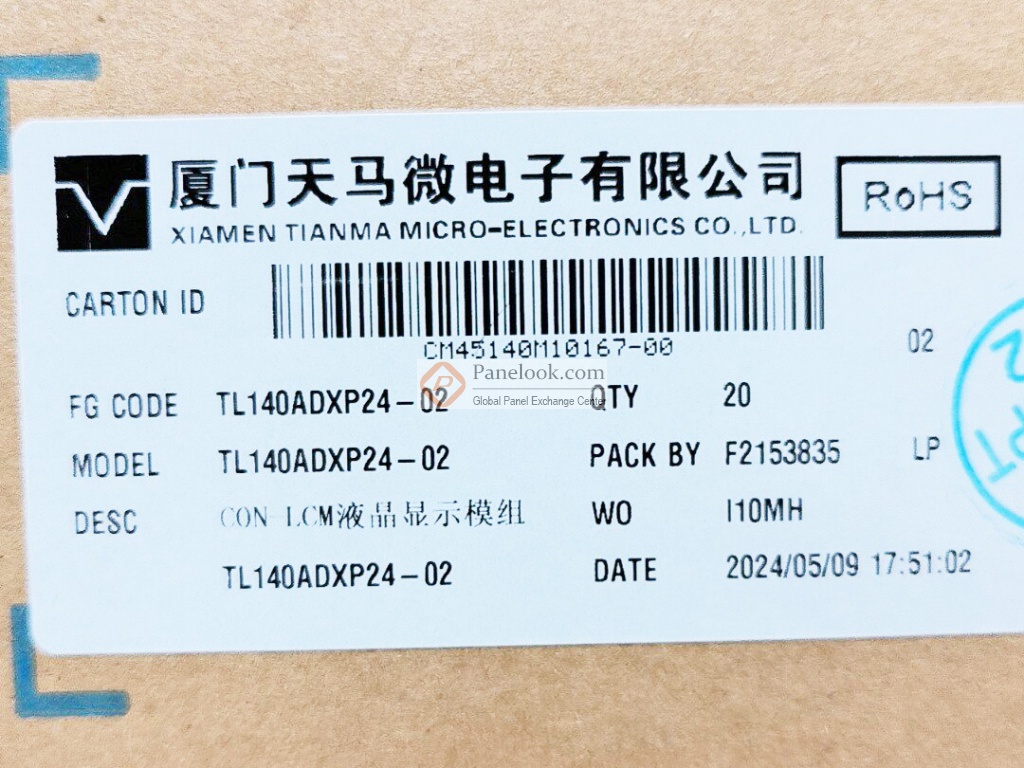 厦门天马微电子有限公司
RoHS
XIAMEN TIANMA MICRO-ELECTRONICS CO.,LTD.
CARTON ID
CM45140M10167-00
02
Panelook.com
Global Panel Exchange Center
FG CODE TL140ADXP24-02 QTY 20
MODEL TL140ADXP24-02 PACK BY F2153835 LP
DESC CON-LCM液晶显示模组 WO I10MH
TL140ADXP24-02 DATE 2024/05/09 17:51:02